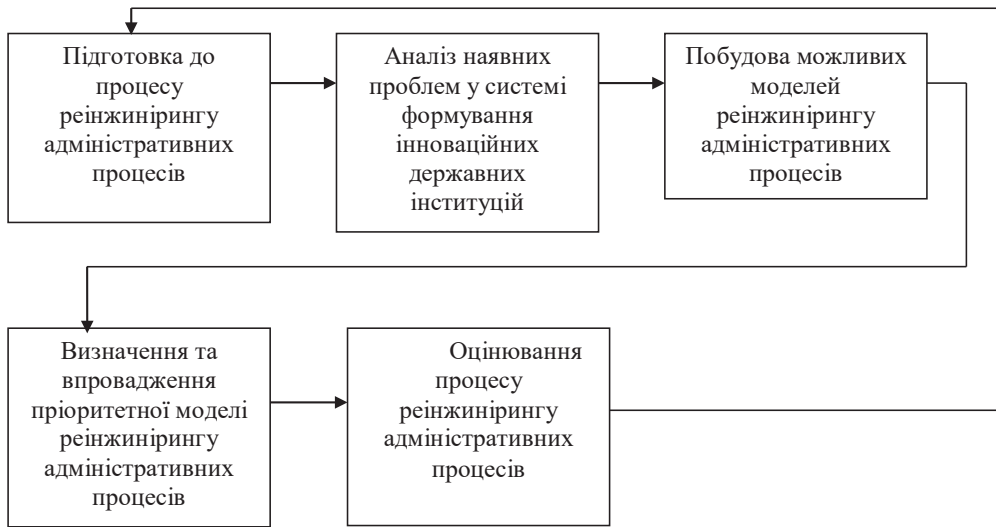 Підготовка до
процесу
реінжинірингу
адміністративних
процесів
Аналіз наявних
проблем у системі
формування
інноваційних
державних
інституцій
Побудова можливих
моделей
реінжинірингу
адміністративних
процесів
Визначення та
впровадження
пріоритетної моделі
реінжинірингу
адміністративних
процесів
Оцінювання
процесу
реінжинірингу
адміністративних
процесів